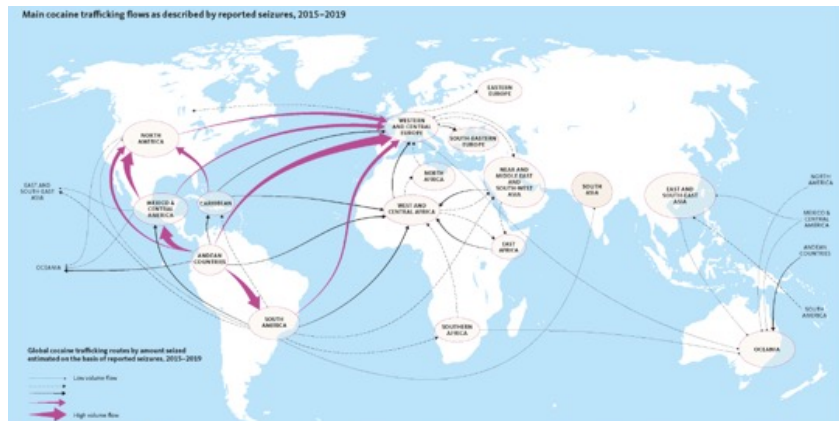 Main cocaine trafficking flows as described by reported seizures, 2015–2019
EASTERN
EUROPE
WESTERN
AND CENTRAL
EUROPE
NORTH
AMERICA
SOUTH-EASTERN
EUROPE
NORTH
AFRICA
NEAR AND
MIDDLE EAST
AND
SOUTH-WEST
ASIA
SOUTH
ASIA
EAST AND
SOUTH-EAST
ASIA
NORTH
AMERICA
EAST AND
SOUTH-EAST
ASIA
MEXICO &
CENTRAL
AMERICA
CARIBBEAN
WEST AND
CENTRAL AFRICA
MEXICO &
CENTRAL
AMERICA
EAST
AFRICA
ANDEAN
COUNTRIES
OCEANIA
ANDEAN
COUNTRIES
SOUTH
AMERICA
SOUTH
AMERICA
SOUTHERN
AFRICA
OCEANIA
Global cocaine trafficking routes by amount seized
estimated on the basis of reported seizures, 2015–2019
Low volume flow
High-volume flow